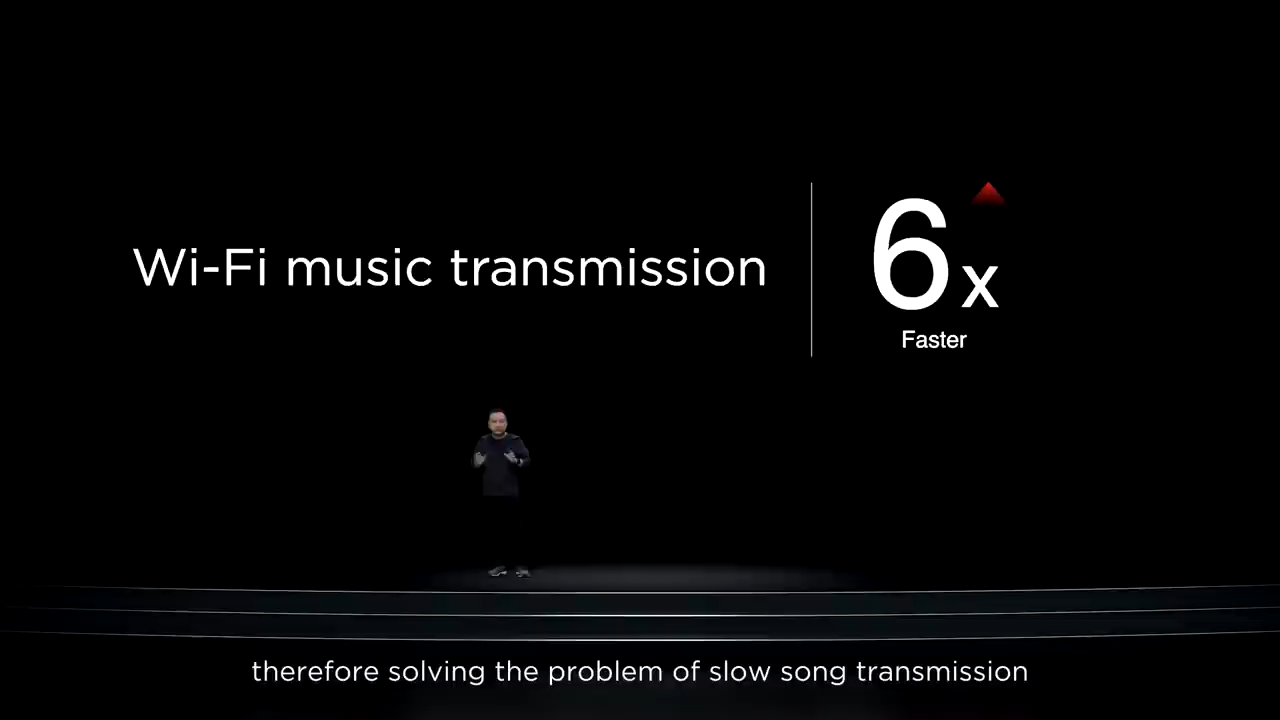 Wi-Fi music transmission
6x
Faster
therefore solving the problem of slow song transmission